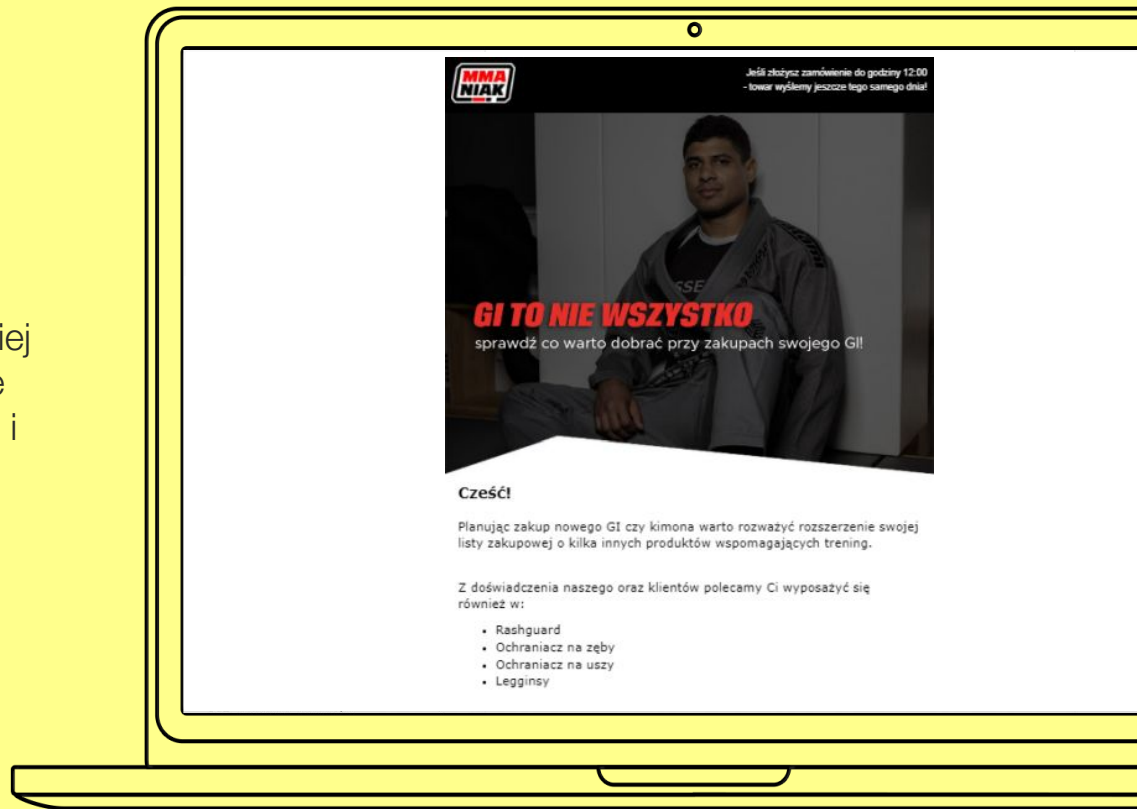 iej
e
i
MMA
NIAK
Jeśli złożysz zamówienie do godziny 12:00
- towar wyślemy jeszcze tego samego dnia!
GI TO NIE WSZYSTKO
sprawdź co warto dobrać przy zakupach swojego GI!
Cześć!
Planując zakup nowego GI czy kimona warto rozważyć rozszerzenie swojej
listy zakupowej o kilka innych produktów wspomagających trening.
Z doświadczenia naszego oraz klientów polecamy Ci wyposażyć się
również w:
• Rashguard
• Ochraniacz na zęby
• Ochraniacz na uszy
• Legginsy